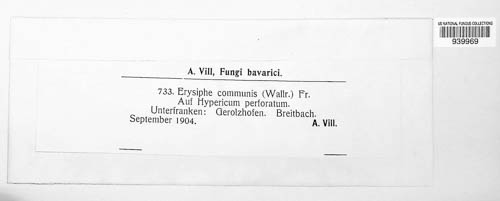 US NATIONAL FUNGUS COLLECTIONS
939969
A. Vill, Fungi bavarici.
733. Erysiphe communis (Wallr.) Fr.
Auf Hypericum perforatum.
Unterfranken: Gerolzhofen. Breitbach.
September 1904. A. Vill.